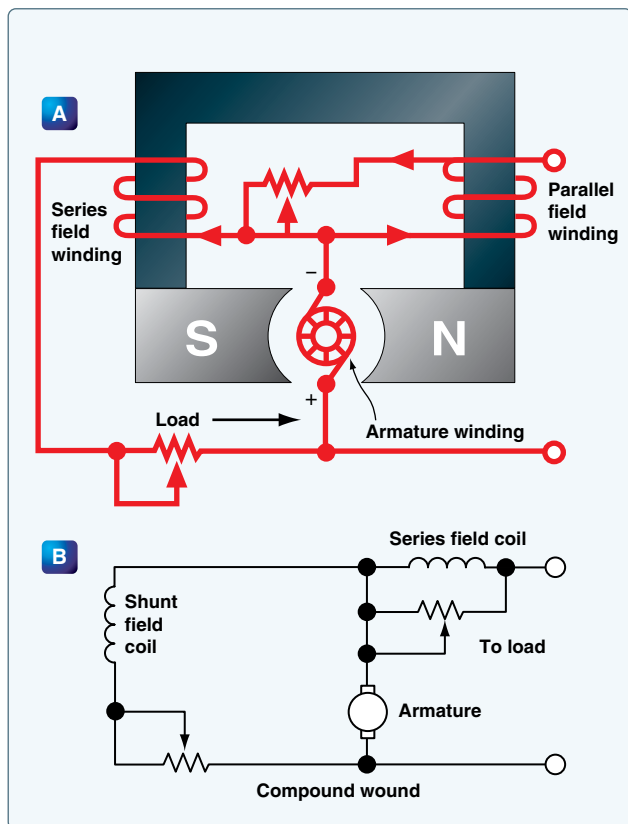 A
Series
field
winding
Parallel
field
winding
−
S
N
+
Load
Armature winding
B
Series field coil
Shunt
field
coil
To load
Armature
Compound wound